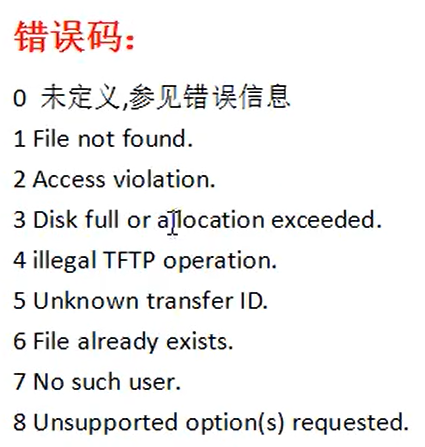 错误码：
0 未定义,参见错误信息
1 File not found.
2 Access violation.
3 Disk full or allocation exceeded.
4 illegal TFTP operation.
5 Unknown transfer ID.
6 File already exists.
7 No such user.
8 Unsupported option(s) requested.